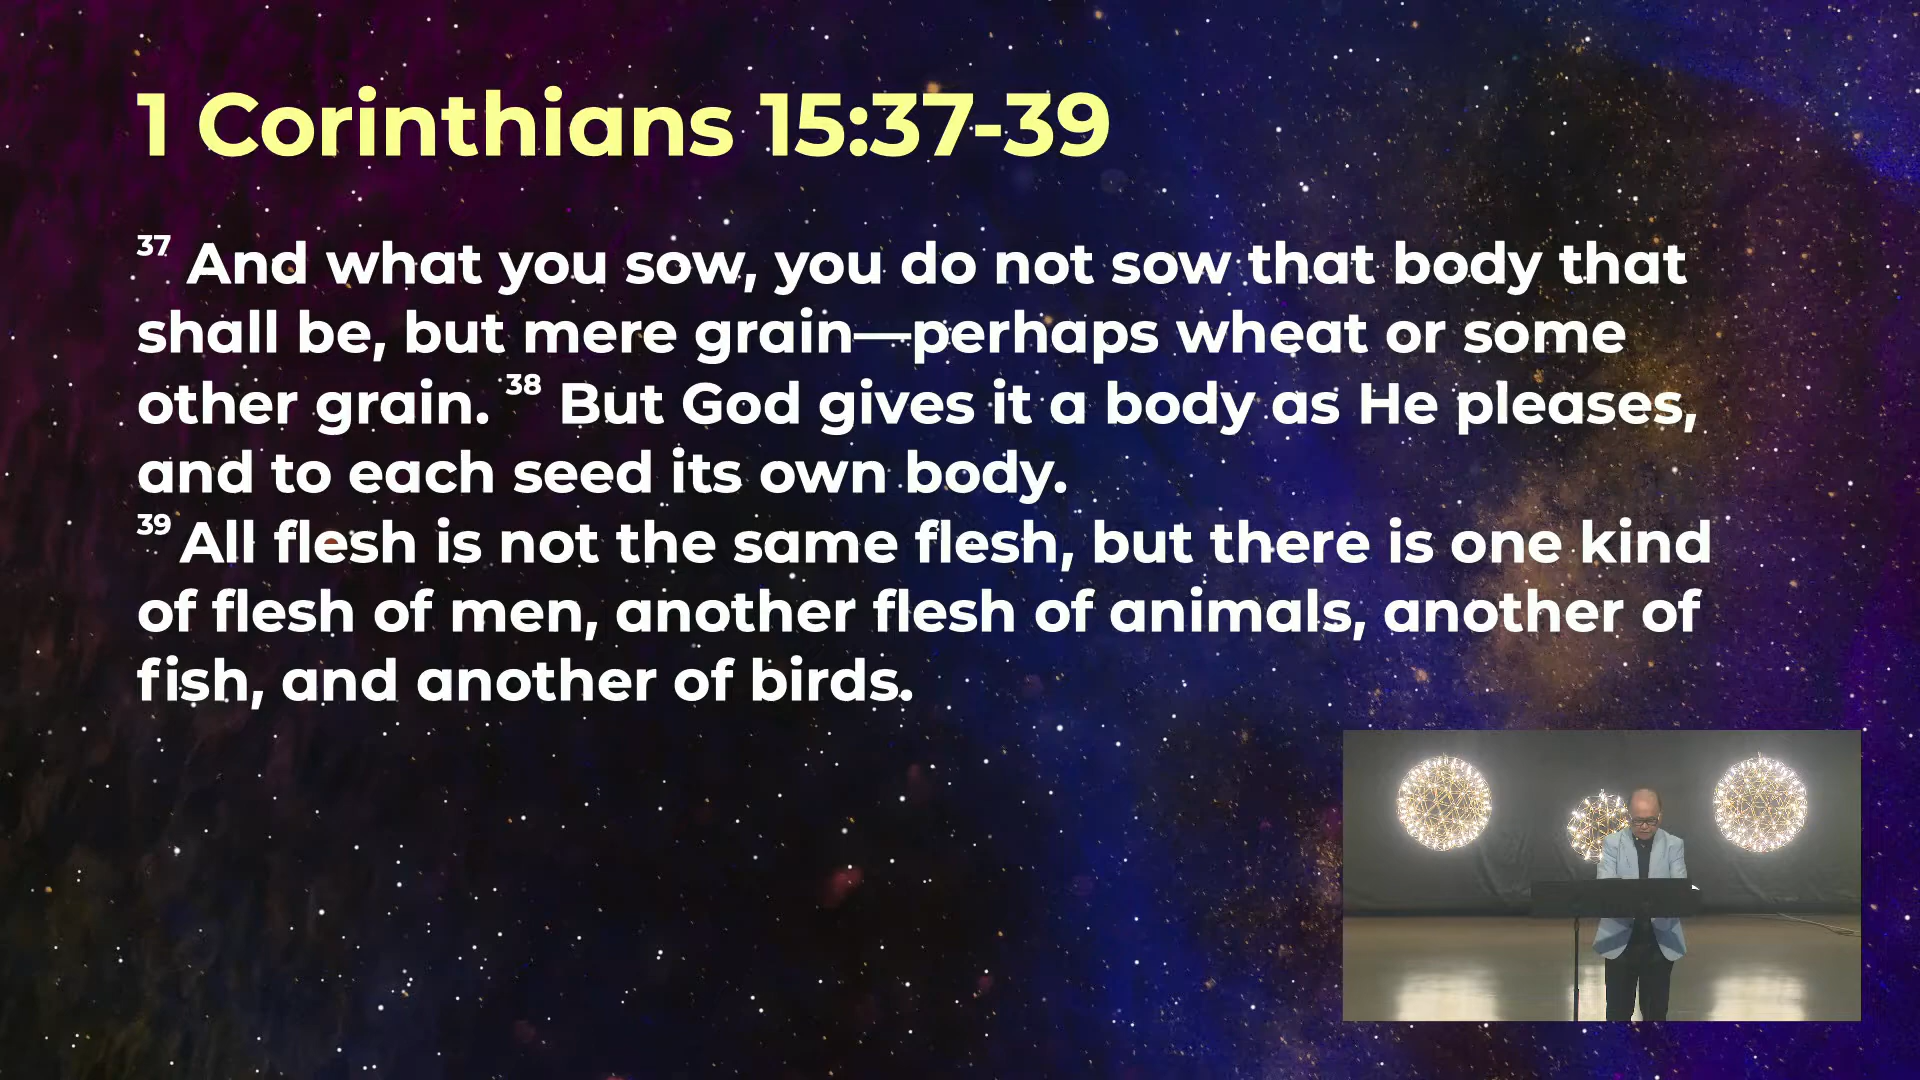 1 Corinthians 15:37-39
37 And what you sow, you do not sow that body that
shall be, but mere grain—perhaps wheat or some
other grain. 38 But God gives it a body as He pleases,
and to each seed its own body.
39 All flesh is not the same flesh, but there is one kind
of flesh of men, another flesh of animals, another of
fish, and another of birds.